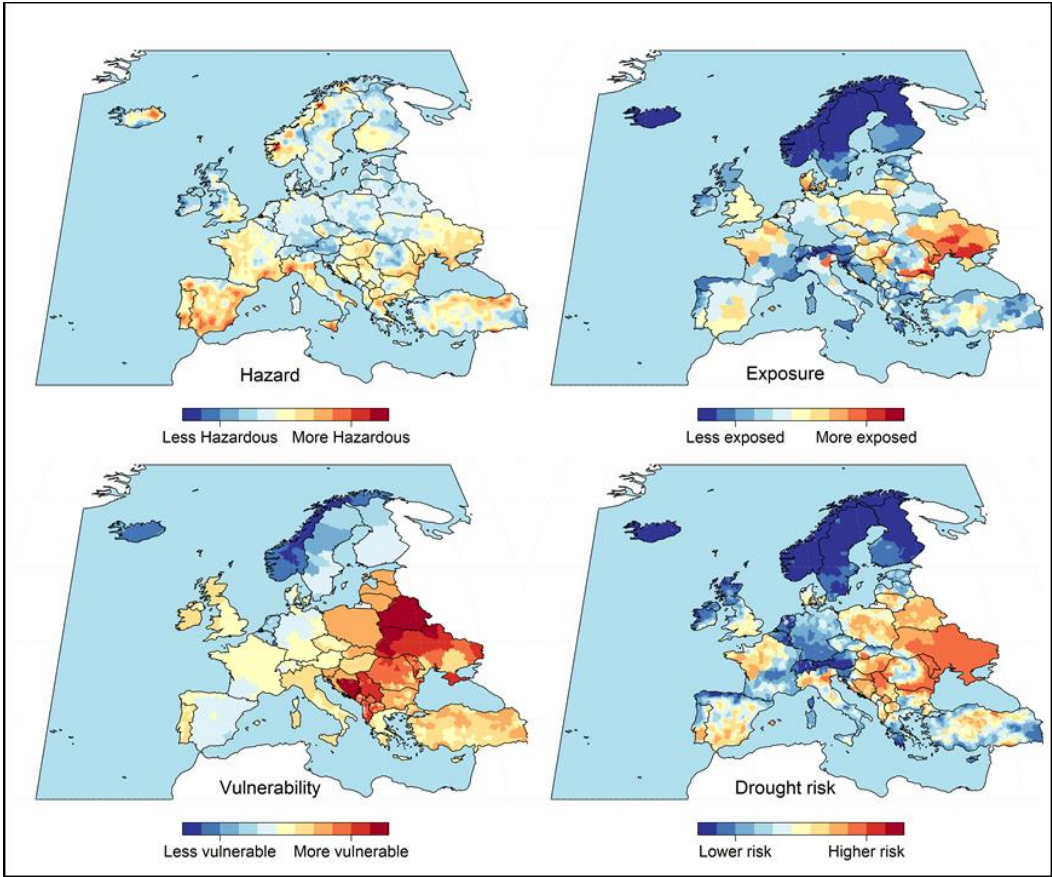 Hazard
Exposure
Less Hazardous More Hazardous
Less exposed More exposed
Vulnerability
Drought risk
Less vulnerable More vulnerable
Lower risk Higher risk